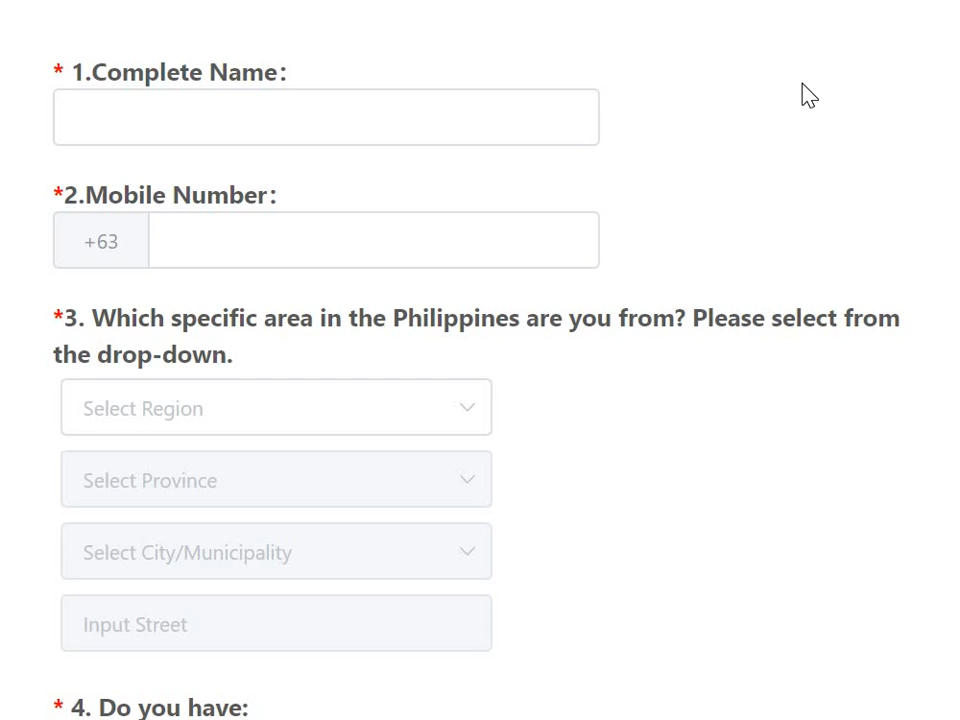 * 1.Complete Name:
*2.Mobile Number:
+63
*3. Which specific area in the Philippines are you from? Please select from
the drop-down.
Select Region
Select Province
Select City/Municipality
Input Street
* 4. Do you have: